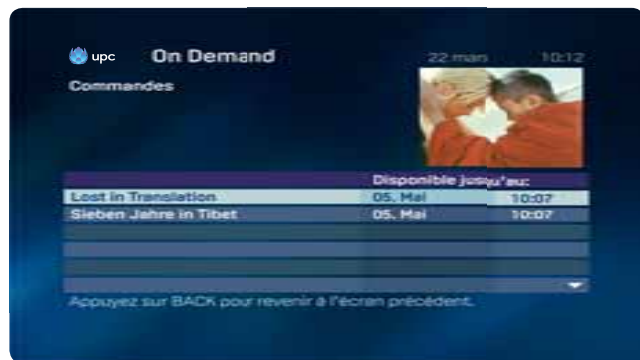 upc On Demand 22 mars 10:12
Commandes
Disponible jusqu'au:
Lost in Translation 05. Mai 10:07
Sieben Jahre in Tibet 05. Mai 10:07
Appuyez sur BACK pour revenir à l'écran précédent.